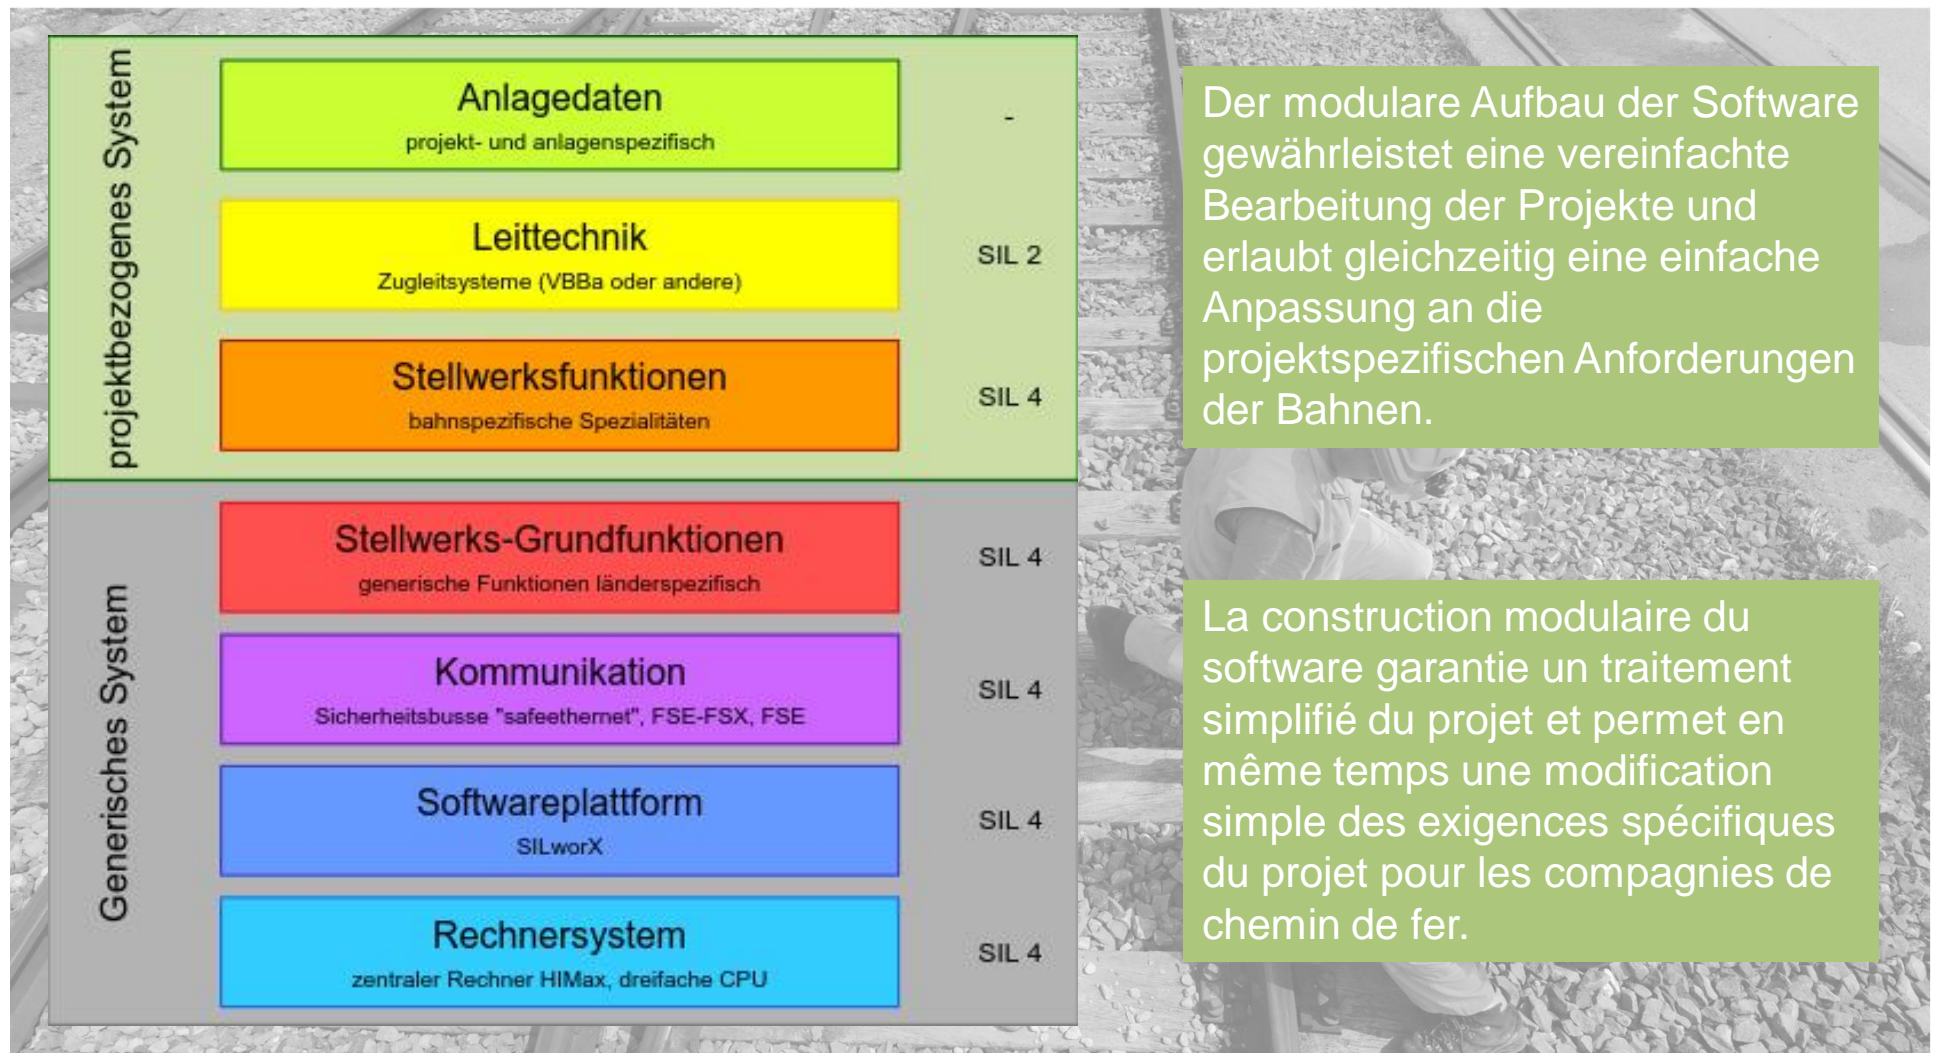 projektbezogenes System
Anlagedaten
projekt- und anlagenspezifisch
-
Leittechnik
Zugleitsysteme (VBBa oder andere)
SIL 2
Stellwerksfunktionen
bahnspezifische Spezialitäten
SIL 4
Generisches System
Stellwerks-Grundfunktionen
generische Funktionen länderspezifisch
SIL 4
Kommunikation
Sicherheitsbusse "safeethernet", FSE-FSX, FSE
SIL 4
Softwareplattform
SILworX
SIL 4
Rechnersystem
zentraler Rechner HIMax, dreifache CPU
SIL 4
Der modulare Aufbau der Software
gewährleistet eine vereinfachte
Bearbeitung der Projekte und
erlaubt gleichzeitig eine einfache
Anpassung an die
projektspezifischen Anforderungen
der Bahnen.
La construction modulaire du
software garantie un traitement
simplifié du projet et permet en
même temps une modification
simple des exigences spécifiques
du projet pour les compagnies de
chemin de fer.